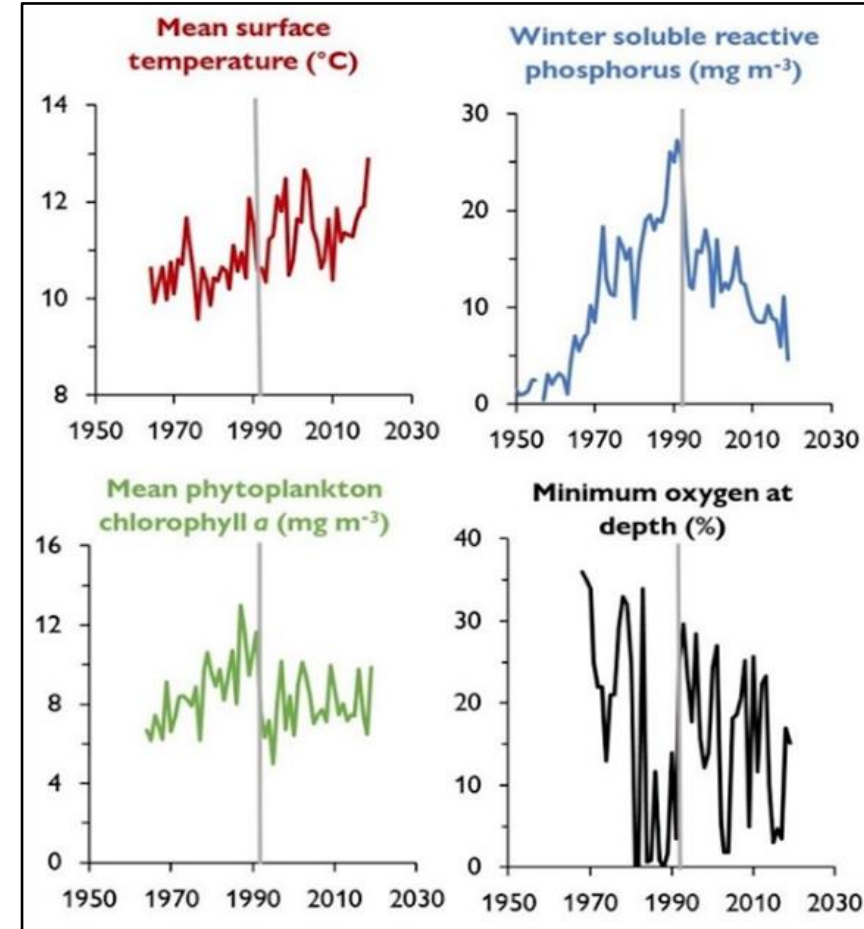 Mean surface
temperature (°C)
14
12
10
8
1950 1970 1990 2010 2030
Winter soluble reactive
phosphorus (mg m⁻³)
30
20
10
0
1950 1970 1990 2010 2030
Mean phytoplankton
chlorophyll a (mg m⁻³)
16
12
8
4
0
1950 1970 1990 2010 2030
Minimum oxygen at
depth (%)
40
30
20
10
0
1950 1970 1990 2010 2030